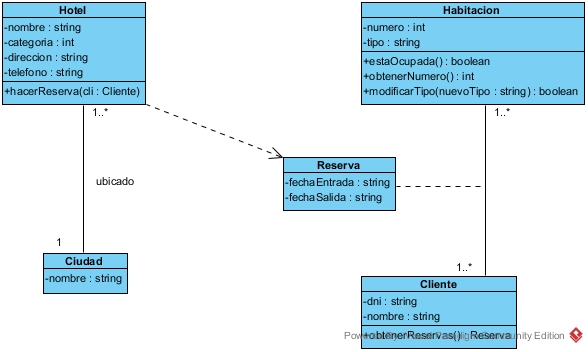 Hotel
-nombre : string
-categoria : int
-direccion : string
-telefono : string
+hacerReserva(cli : Cliente)
1..*
ubicado
1
Ciudad
-nombre : string
Habitacion
-numero : int
-tipo : string
+estaOcupada() : boolean
+obtenerNumero() : int
+modificarTipo(nuevoTipo : string) : boolean
1..*
Reserva
-fechaEntrada : string
-fechaSalida : string
1..*
Cliente
-dni : string
-nombre : string
+obtenerReservas() : Reserva
Community Edition